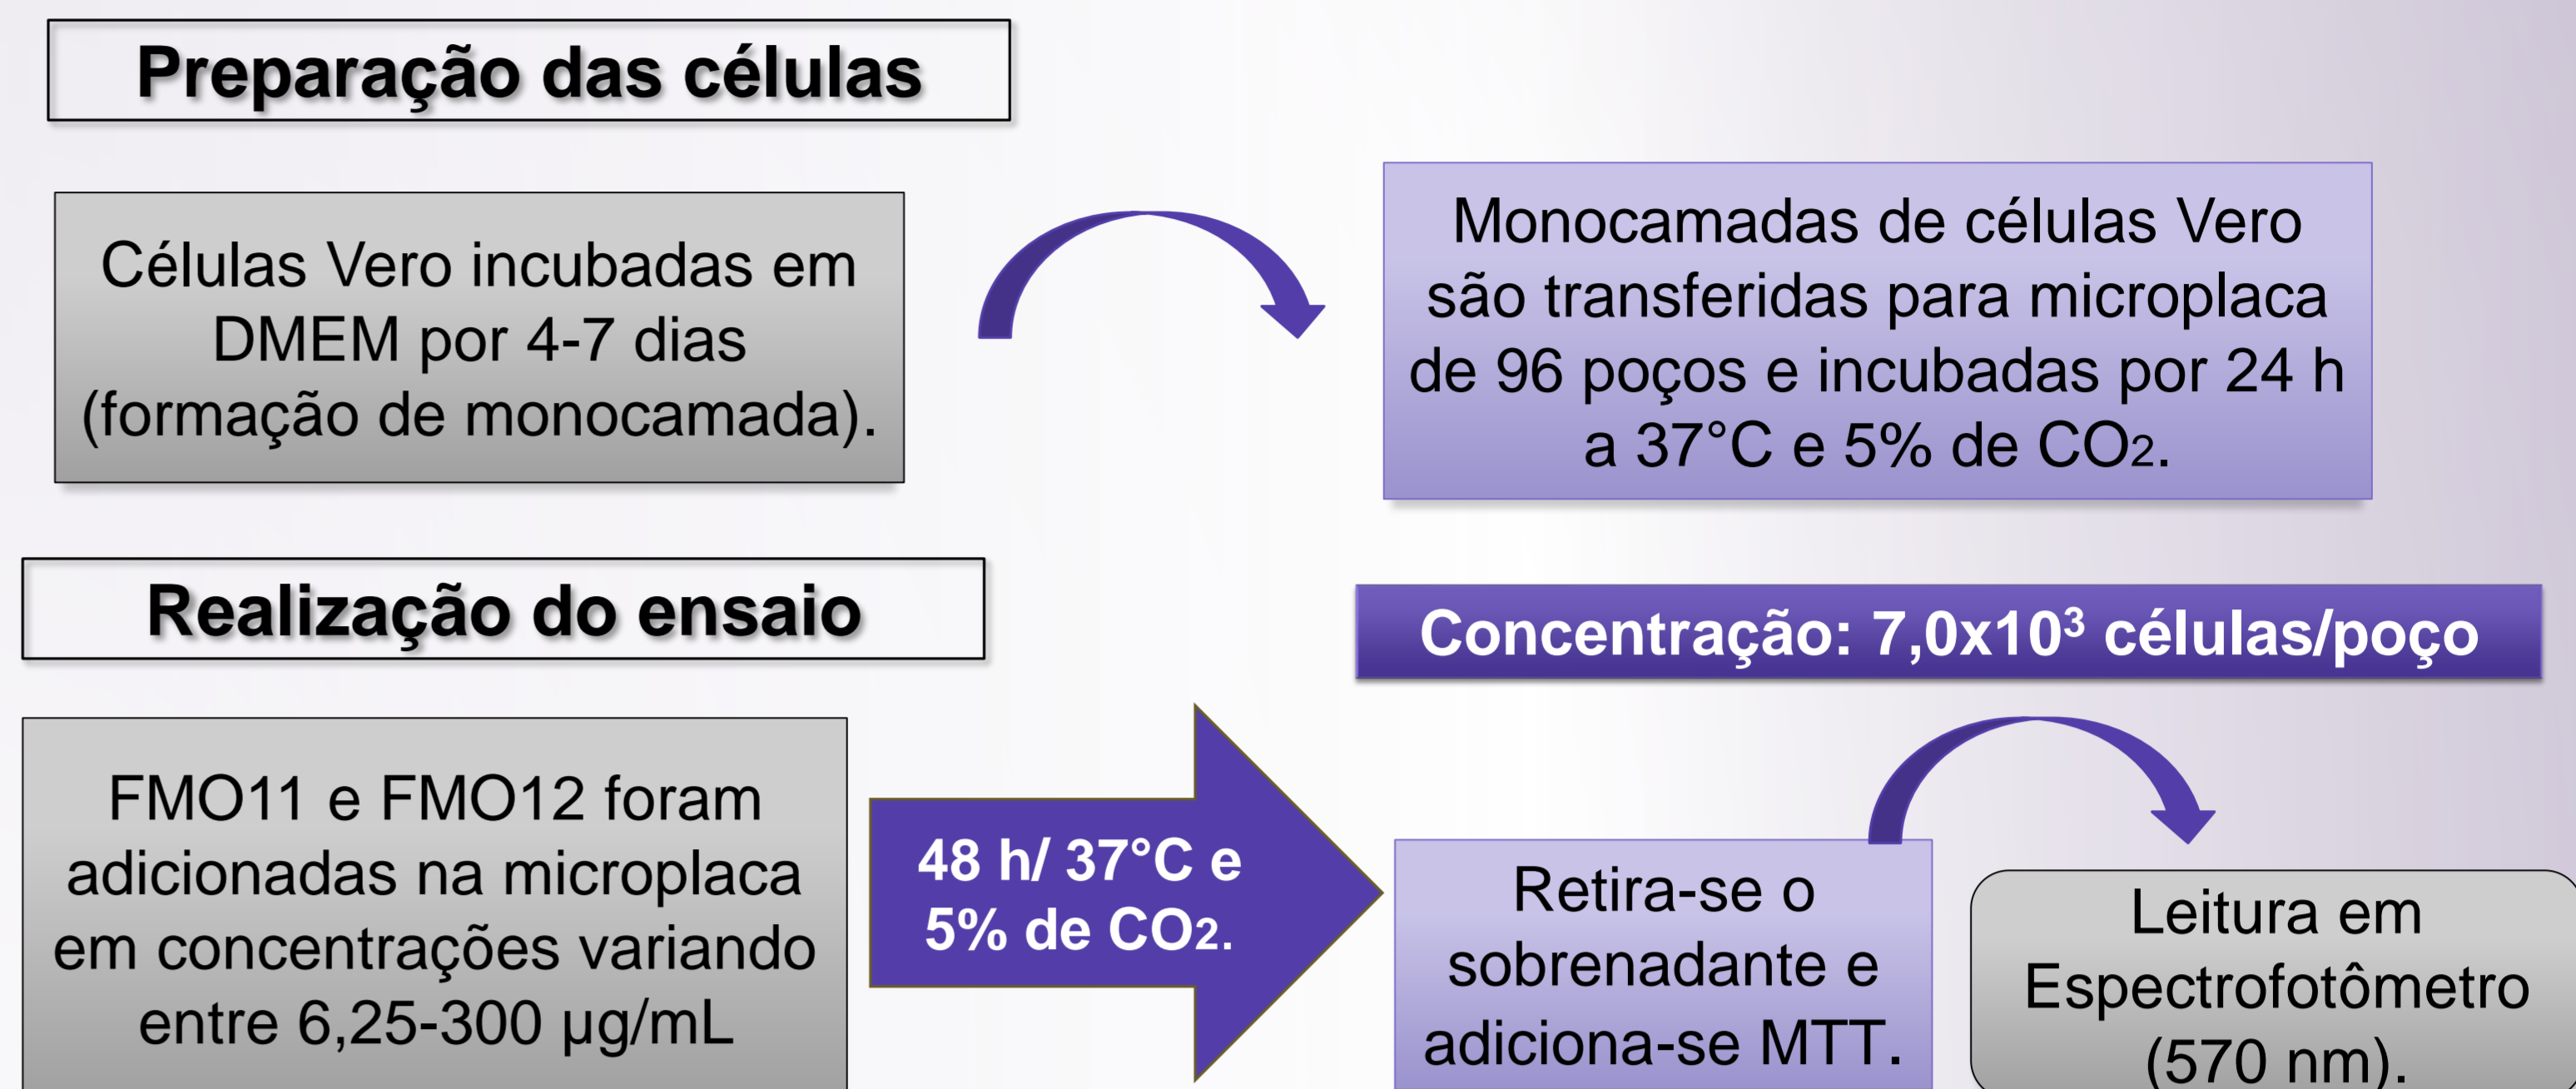 Preparação das células
Células Vero incubadas em
DMEM por 4-7 dias
(formação de monocamada).
Monocamadas de células Vero
são transferidas para microplaca
de 96 poços e incubadas por 24 h
a 37°C e 5% de CO₂.
Realização do ensaio
Concentração: 7,0x10³ células/poço
FMO11 e FMO12 foram
adicionadas na microplaca
em concentrações variando
entre 6,25-300 µg/mL
48 h/ 37°C e
5% de CO₂.
Retira-se o
sobrenadante e
adiciona-se MTT.
Leitura em
Espectrofotômetro
(570 nm).